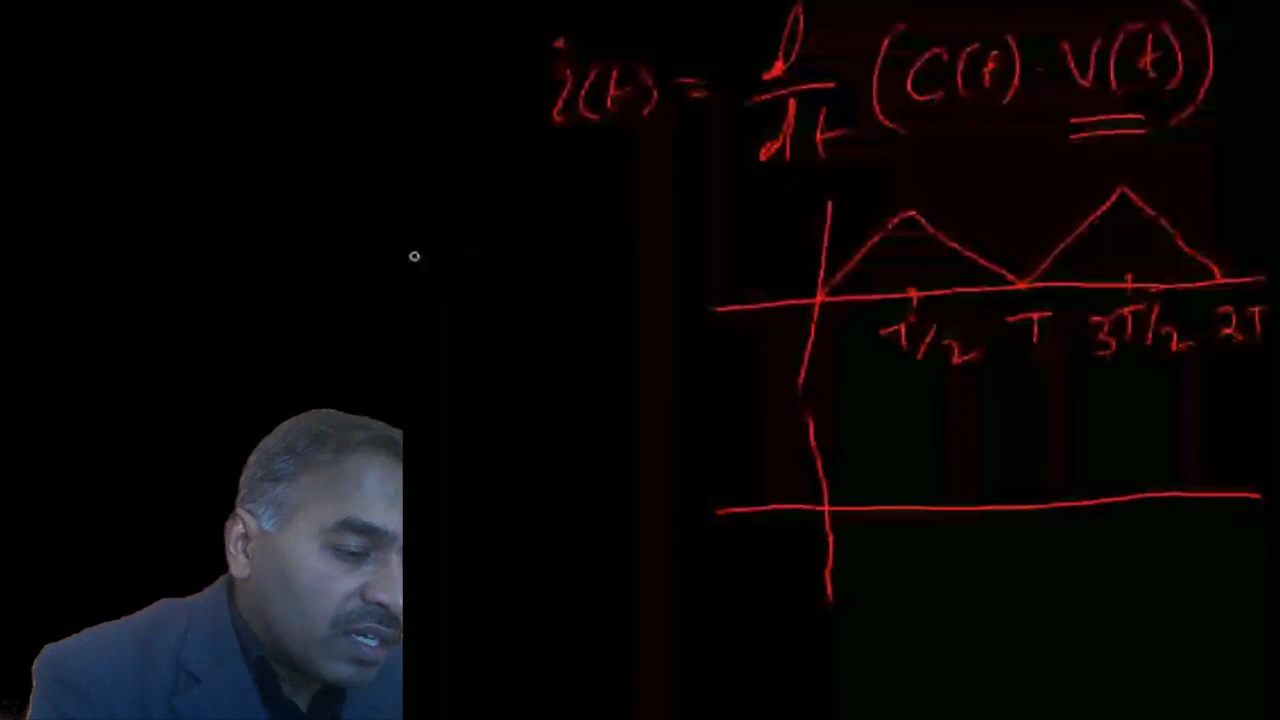 i(t) = d/dt (C(t) · V(t))
T/2 T 3T/2 2T